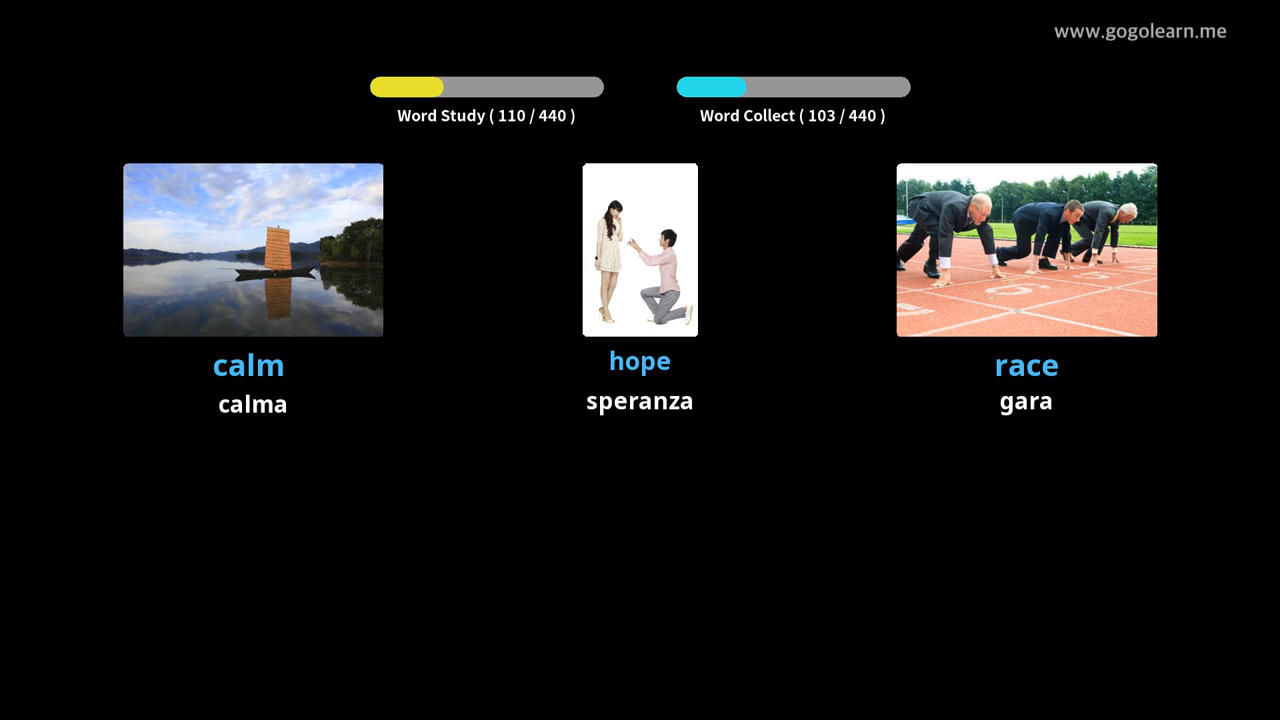 www.gogolearn.me
Word Study ( 110 / 440 )
Word Collect ( 103 / 440 )
calm
calma
hope
speranza
race
gara